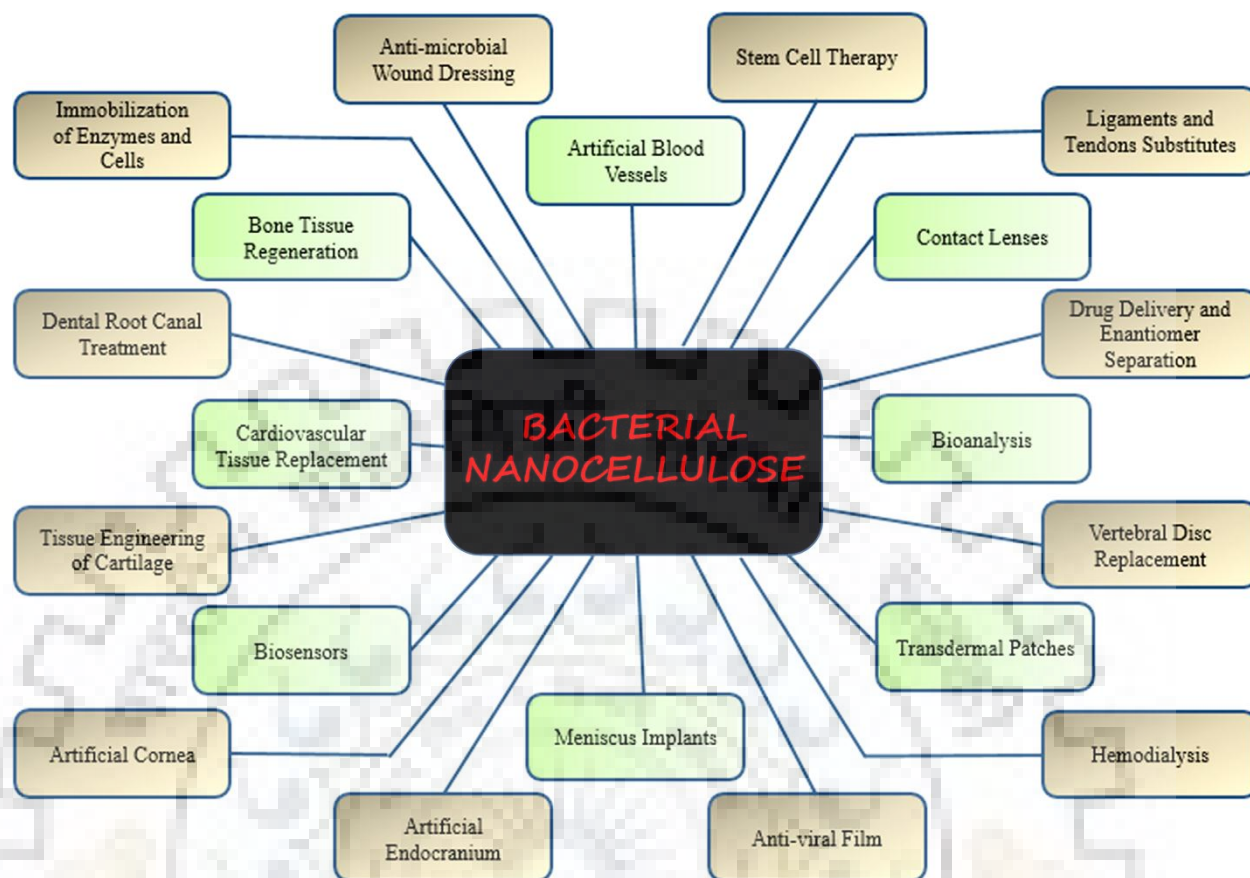 Anti-microbial
Wound Dressing
Stem Cell Therapy
Immobilization
of Enzymes and
Cells
Artificial Blood
Vessels
Ligaments and
Tendons Substitutes
Bone Tissue
Regeneration
Contact Lenses
Dental Root Canal
Treatment
Drug Delivery and
Enantiomer
Separation
Cardiovascular
Tissue Replacement
BACTERIAL
NANOCELLULOSE
Bioanalysis
Tissue Engineering
of Cartilage
Vertebral Disc
Replacement
Biosensors
Transdermal Patches
Artificial Cornea
Meniscus Implants
Hemodialysis
Artificial
Endocranium
Anti-viral Film